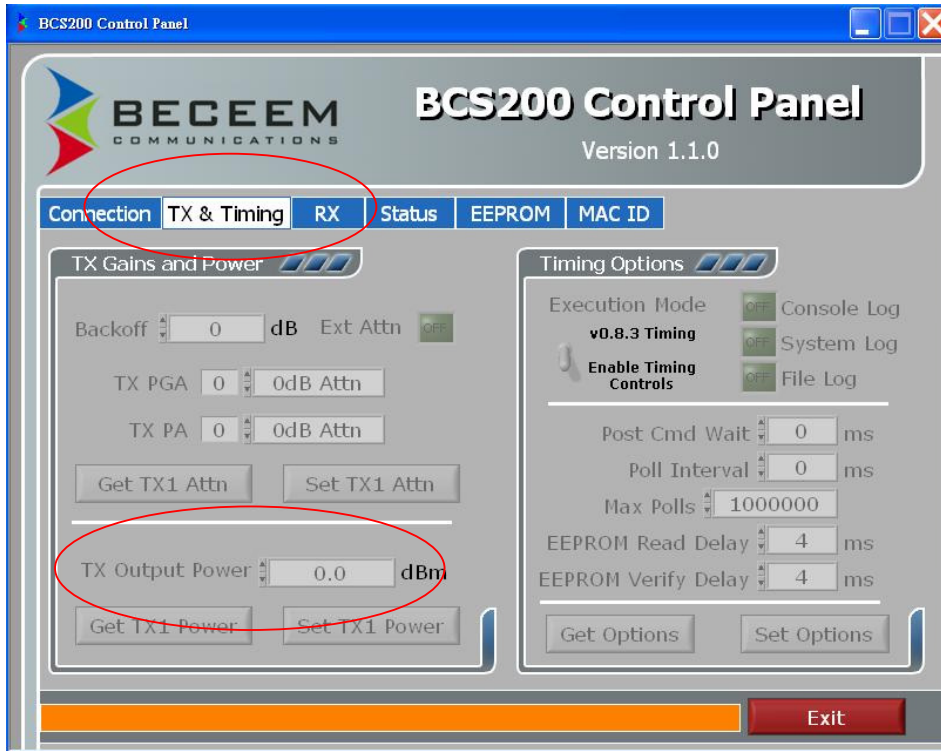 BCS200 Control Panel
BECEEM
COMMUNICATIONS
BCS200 Control Panel
Version 1.1.0
Connection TX & Timing RX Status EEPROM MAC ID
TX Gains and Power
Backoff 0 dB Ext Attn OFF
TX PGA 0 0dB Attn
TX PA 0 0dB Attn
Get TX1 Attn Set TX1 Attn
TX Output Power 0.0 dBm
Get TX1 Power Set TX1 Power
Timing Options
Execution Mode
v0.8.3 Timing
Enable Timing
Controls
OFF Console Log
OFF System Log
OFF File Log
Post Cmd Wait 0 ms
Poll Interval 0 ms
Max Polls 1000000
EEPROM Read Delay 4 ms
EEPROM Verify Delay 4 ms
Get Options Set Options
Exit